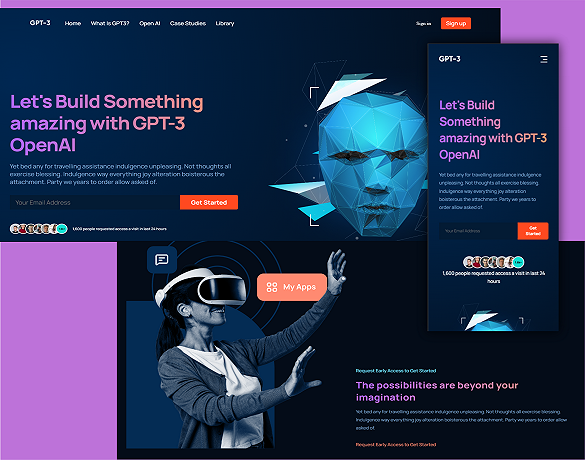 GPT-3 Home What is GPT3? Open AI Case Studies Library Sign in Sign up
Let's Build Something
amazing with GPT-3
OpenAI
Yet bed any for travelling assistance indulgence unpleasing. Not thoughts all
exercise blessing. Indulgence way everything joy alteration boisterous the
attachment. Party we years to order allow asked of.
Your Email Address Get Started
1,600 people requested access a visit in last 24 hours
GPT-3
Let's Build
Something
amazing with GPT-3
OpenAI
Yet bed any for travelling assistance indulgence
unpleasing. Not thoughts all exercise blessing.
Indulgence way everything joy alteration
boisterous the attachment. Party we years to
order allow asked of.
Your Email Address
Get
Started
1,600 people requested access a visit in last 24
hours
My Apps
Request Early Access to Get Started
The possibilities are beyond your
imagination
Yet bed any for travelling assistance indulgence unpleasing. Not thoughts all exercise blessing.
Indulgence way everything joy alteration boisterous the attachment. Party we years to order allow
asked of
Request Early Access to Get Started